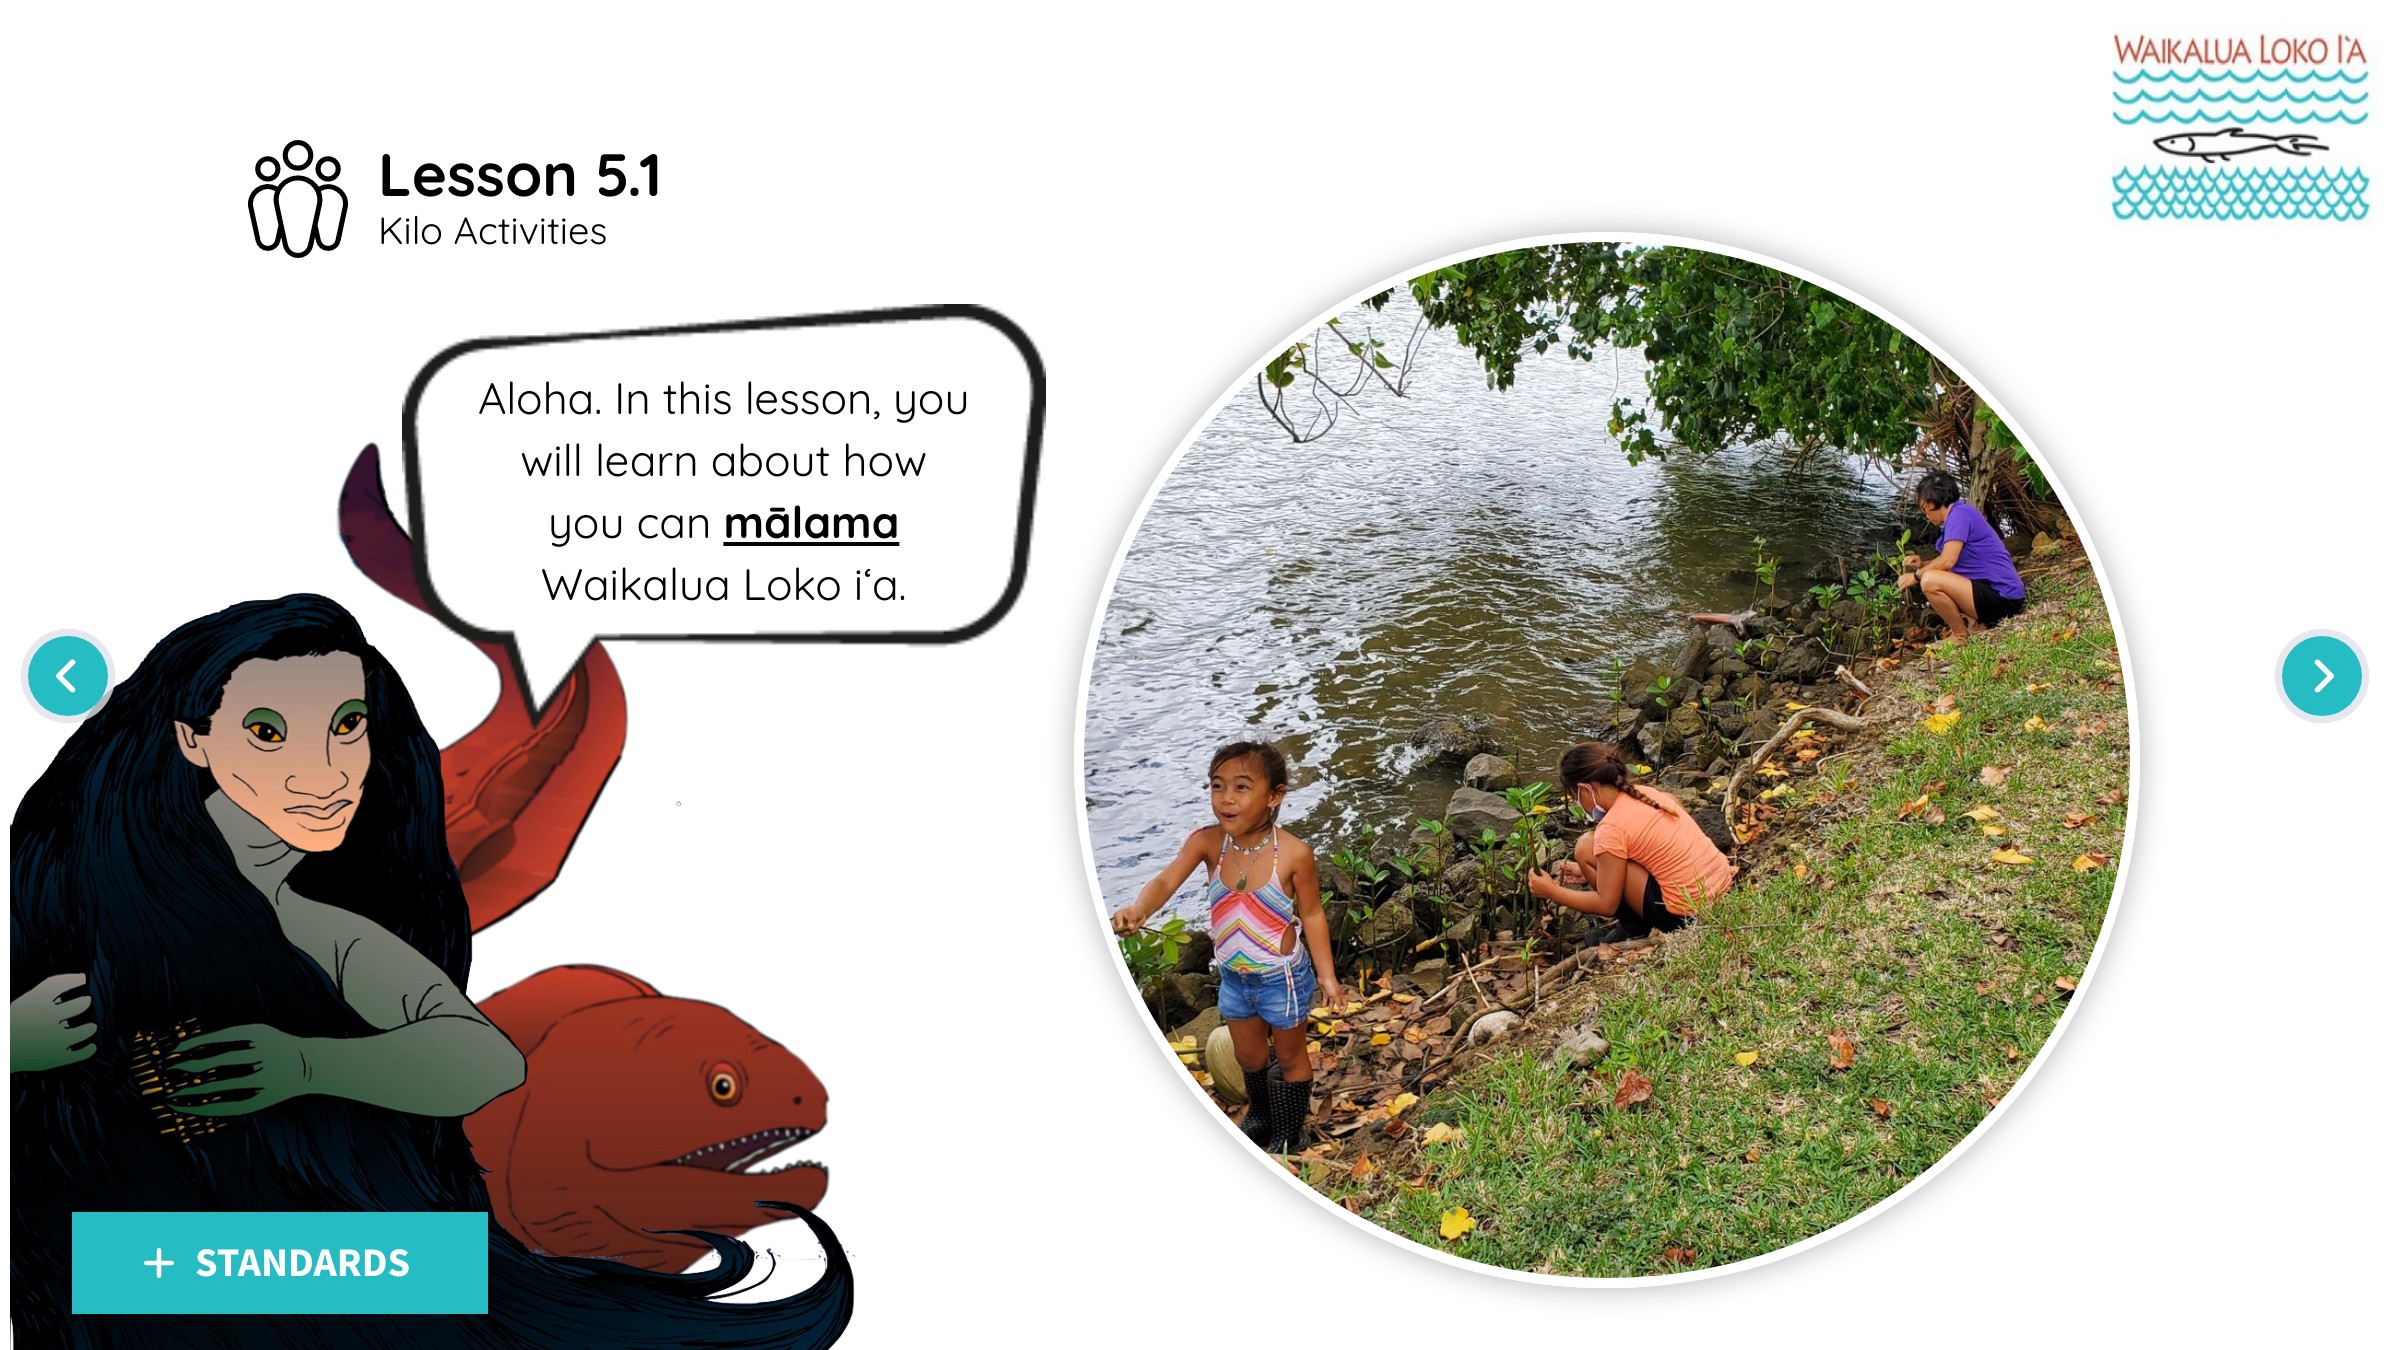 WAIKALUA LOKO I'A
Lesson 5.1
Kilo Activities
Aloha. In this lesson, you
will learn about how
you can mālama
Waikalua Loko iʻa.
+ STANDARDS